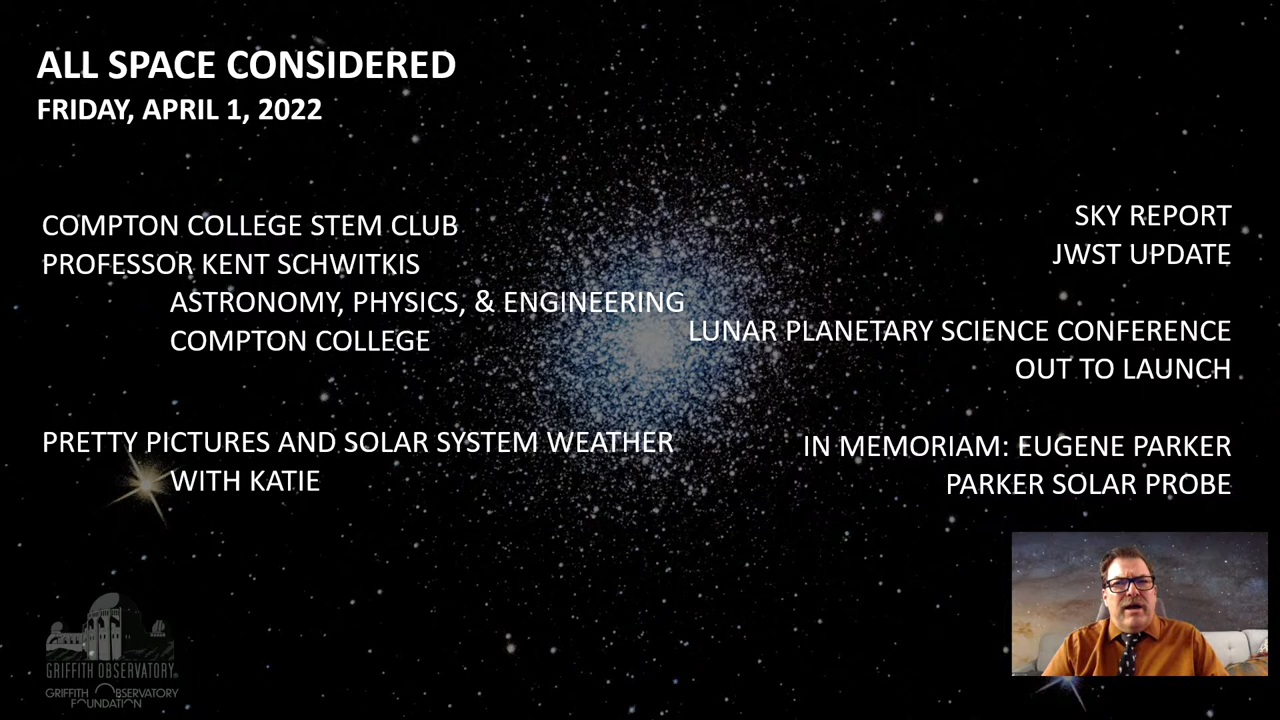 ALL SPACE CONSIDERED
FRIDAY, APRIL 1, 2022
COMPTON COLLEGE STEM CLUB
PROFESSOR KENT SCHWITKIS
ASTRONOMY, PHYSICS, & ENGINEERING
COMPTON COLLEGE
PRETTY PICTURES AND SOLAR SYSTEM WEATHER
WITH KATIE
SKY REPORT
JWST UPDATE
LUNAR PLANETARY SCIENCE CONFERENCE
OUT TO LAUNCH
IN MEMORIAM: EUGENE PARKER
PARKER SOLAR PROBE
GRIFFITH OBSERVATORY
GRIFFITH OBSERVATORY
FOUNDATION